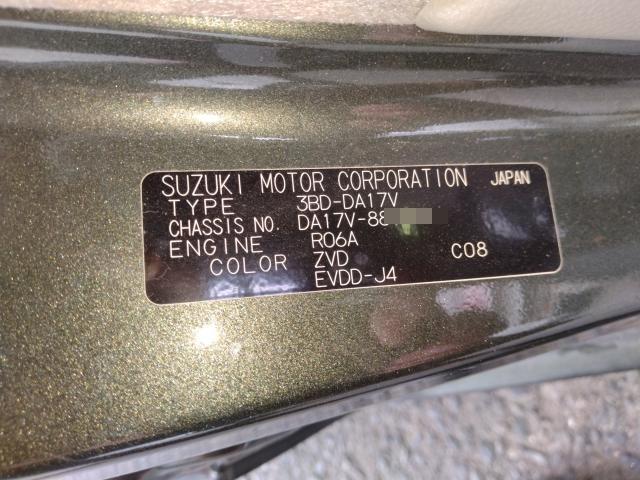 SUZUKI MOTOR CORPORATION JAPAN
TYPE 3BD-DA17V
CHASSIS NO. DA17V-88
ENGINE R06A
COLOR ZVD C08
EVDD-J4